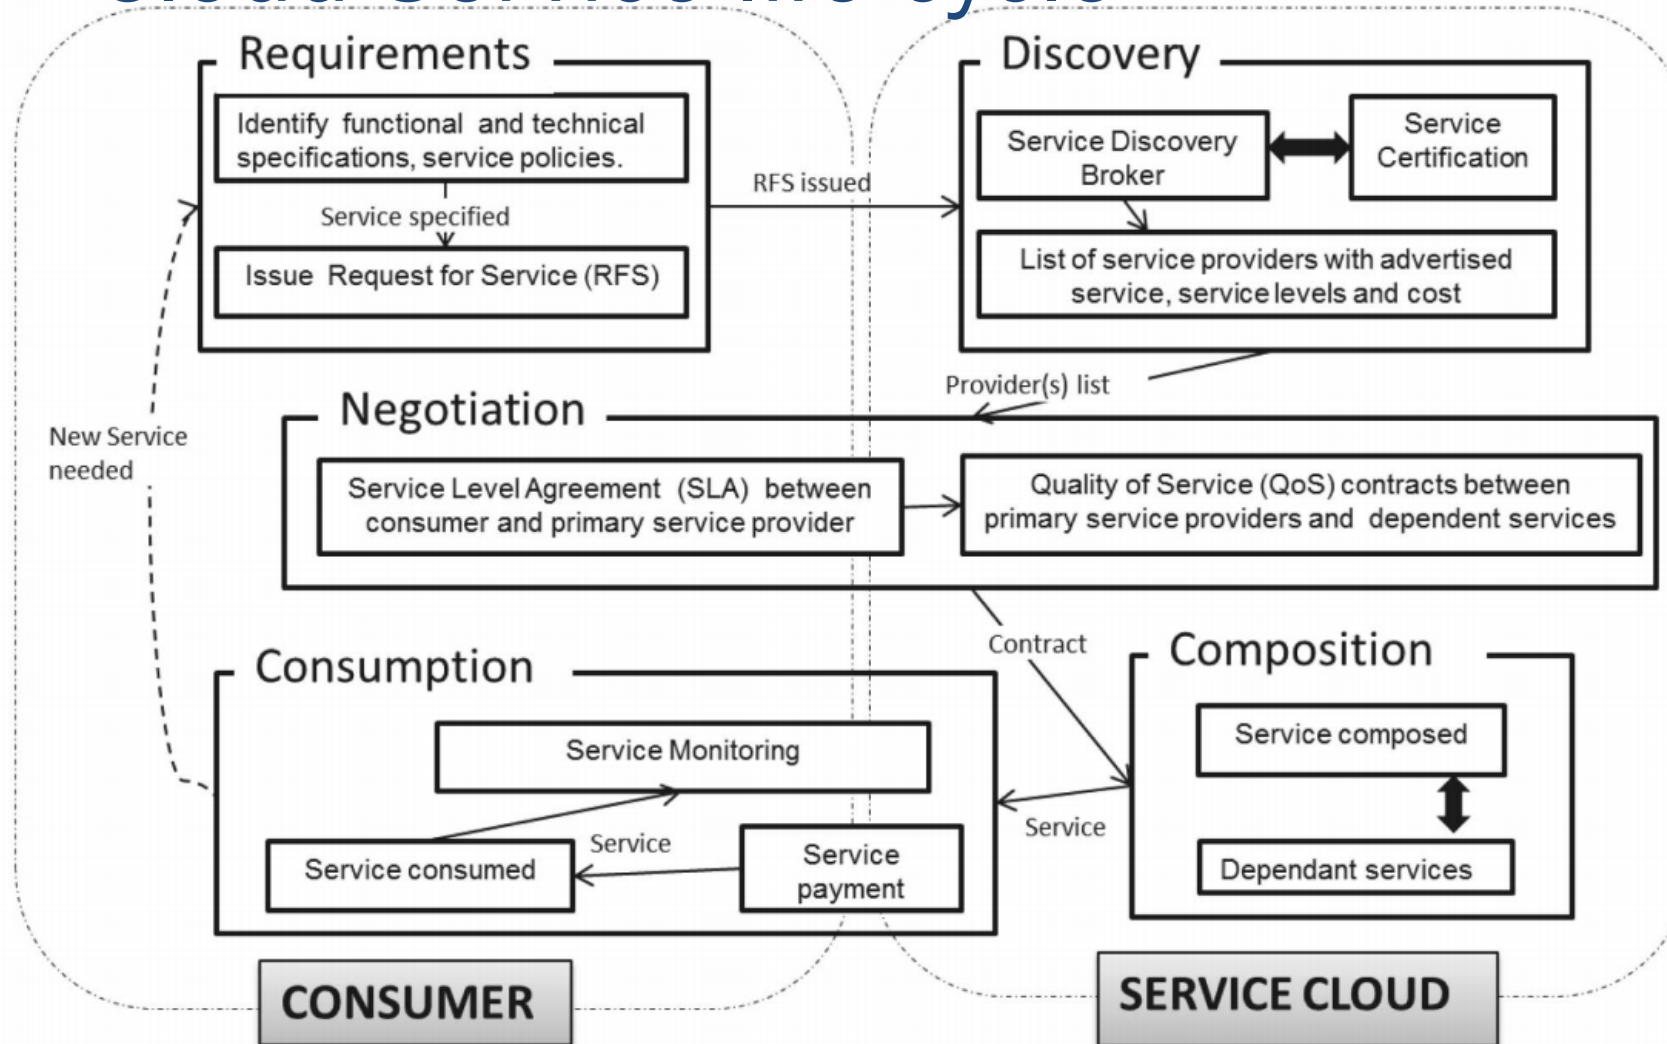 Cloud Service life cycle
Requirements
Identify functional and technical
specifications, service policies.
Service specified
Issue Request for Service (RFS)
RFS issued
Discovery
Service Discovery
Broker
Service
Certification
List of service providers with advertised
service, service levels and cost
Provider(s) list
New Service
needed
Negotiation
Service Level Agreement (SLA) between
consumer and primary service provider
Quality of Service (QoS) contracts between
primary service providers and dependent services
Contract
Consumption
Service Monitoring
Service consumed
Service
Service
payment
Service
Composition
Service composed
Dependant services
CONSUMER
SERVICE CLOUD